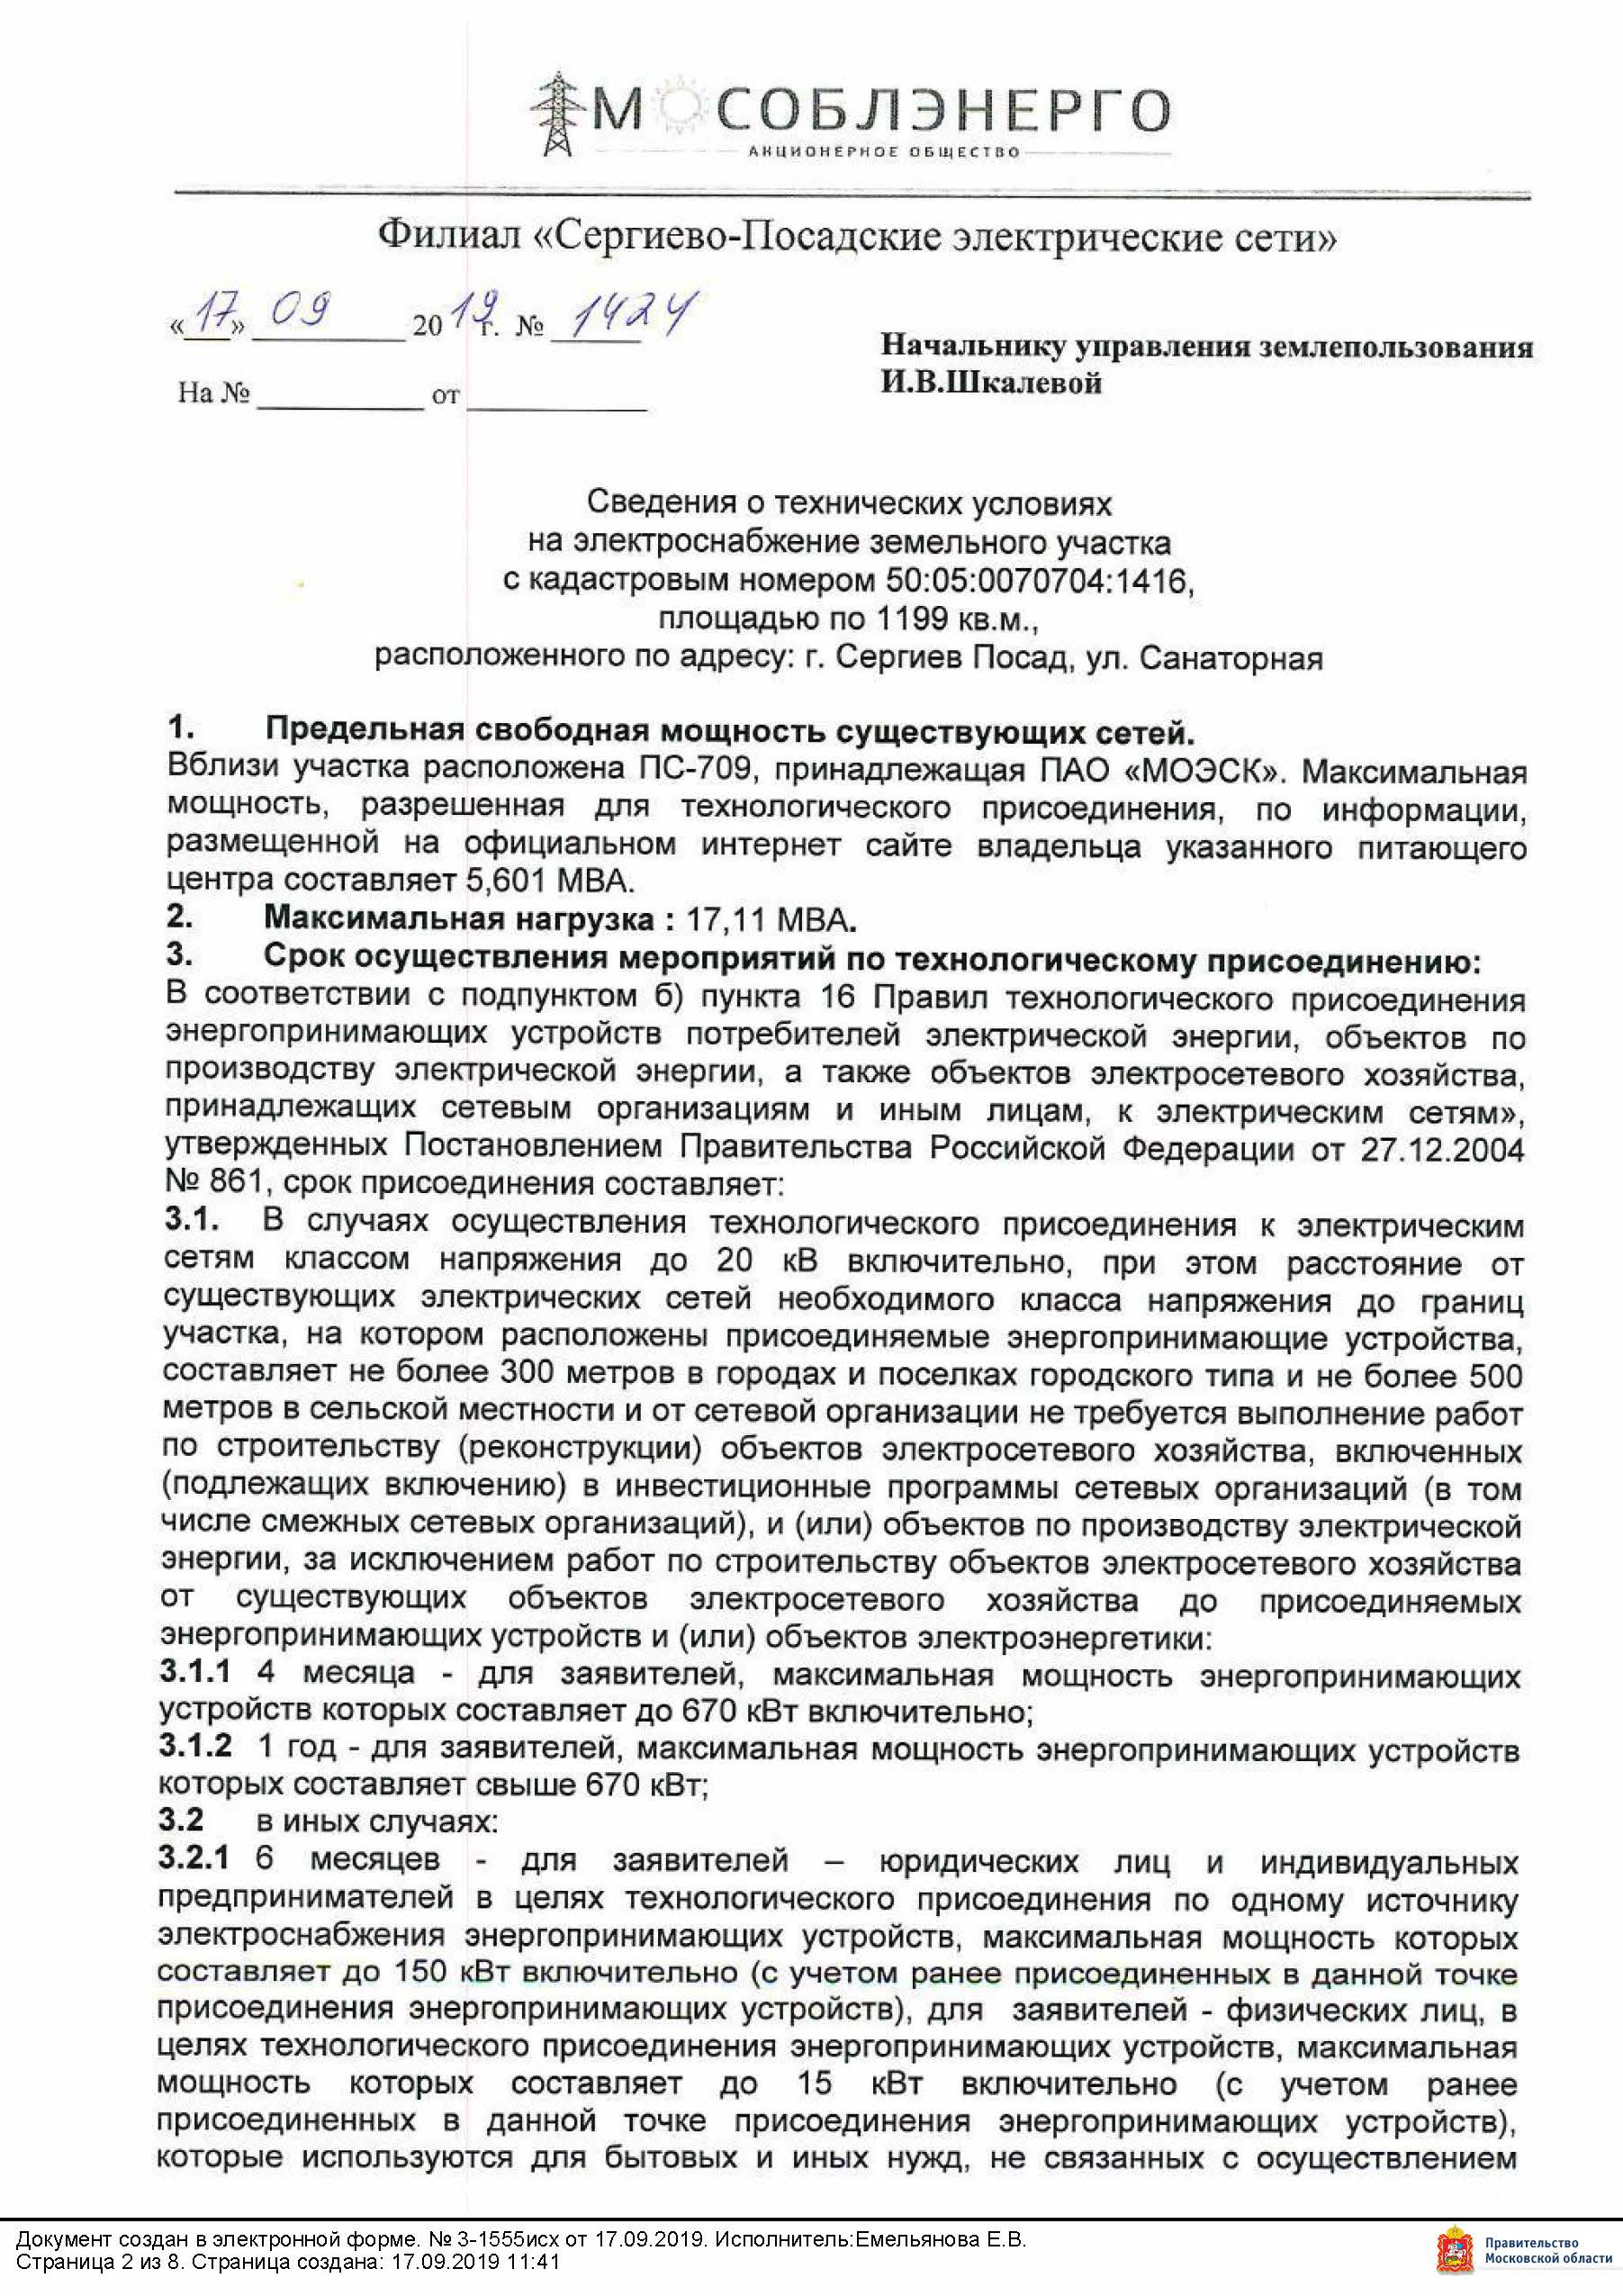 МОСОБЛЭНЕРГО
АКЦИОНЕРНОЕ ОБЩЕСТВО
Филиал «Сергиево-Посадские электрические сети»
«17» 09 2019г. № 1424
Начальнику управления землепользования
И.В.Шкалевой
На № ________ от ________
Сведения о технических условиях
на электроснабжение земельного участка
с кадастровым номером 50:05:0070704:1416,
площадью по 1199 кв.м.,
расположенного по адресу: г. Сергиев Посад, ул. Санаторная
1. Предельная свободная мощность существующих сетей.
Вблизи участка расположена ПС-709, принадлежащая ПАО «МОЭСК». Максимальная
мощность, разрешенная для технологического присоединения, по информации,
размещенной на официальном интернет сайте владельца указанного питающего
центра составляет 5,601 МВА.
2. Максимальная нагрузка : 17,11 МВА.
3. Срок осуществления мероприятий по технологическому присоединению:
В соответствии с подпунктом б) пункта 16 Правил технологического присоединения
энергопринимающих устройств потребителей электрической энергии, объектов по
производству электрической энергии, а также объектов электросетевого хозяйства,
принадлежащих сетевым организациям и иным лицам, к электрическим сетям»,
утвержденных Постановлением Правительства Российской Федерации от 27.12.2004
№ 861, срок присоединения составляет:
3.1. В случаях осуществления технологического присоединения к электрическим
сетям классом напряжения до 20 кВ включительно, при этом расстояние от
существующих электрических сетей необходимого класса напряжения до границ
участка, на котором расположены присоединяемые энергопринимающие устройства,
составляет не более 300 метров в городах и поселках городского типа и не более 500
метров в сельской местности и от сетевой организации не требуется выполнение работ
по строительству (реконструкции) объектов электросетевого хозяйства, включенных
(подлежащих включению) в инвестиционные программы сетевых организаций (в том
числе смежных сетевых организаций), и (или) объектов по производству электрической
энергии, за исключением работ по строительству объектов электросетевого хозяйства
от существующих объектов электросетевого хозяйства до присоединяемых
энергопринимающих устройств и (или) объектов электроэнергетики:
3.1.1 4 месяца - для заявителей, максимальная мощность энергопринимающих
устройств которых составляет до 670 кВт включительно;
3.1.2 1 год - для заявителей, максимальная мощность энергопринимающих устройств
которых составляет свыше 670 кВт;
3.2 в иных случаях:
3.2.1 6 месяцев - для заявителей – юридических лиц и индивидуальных
предпринимателей в целях технологического присоединения по одному источнику
электроснабжения энергопринимающих устройств, максимальная мощность которых
составляет до 150 кВт включительно (с учетом ранее присоединенных в данной точке
присоединения энергопринимающих устройств), для заявителей - физических лиц, в
целях технологического присоединения энергопринимающих устройств, максимальная
мощность которых составляет до 15 кВт включительно (с учетом ранее
присоединенных в данной точке присоединения энергопринимающих устройств),
которые используются для бытовых и иных нужд, не связанных с осуществлением
Документ создан в электронной форме. № 3-1555исх от 17.09.2019. Исполнитель:Емельянова Е.В.
Страница 2 из 8. Страница создана: 17.09.2019 11:41
Правительство
Московской области